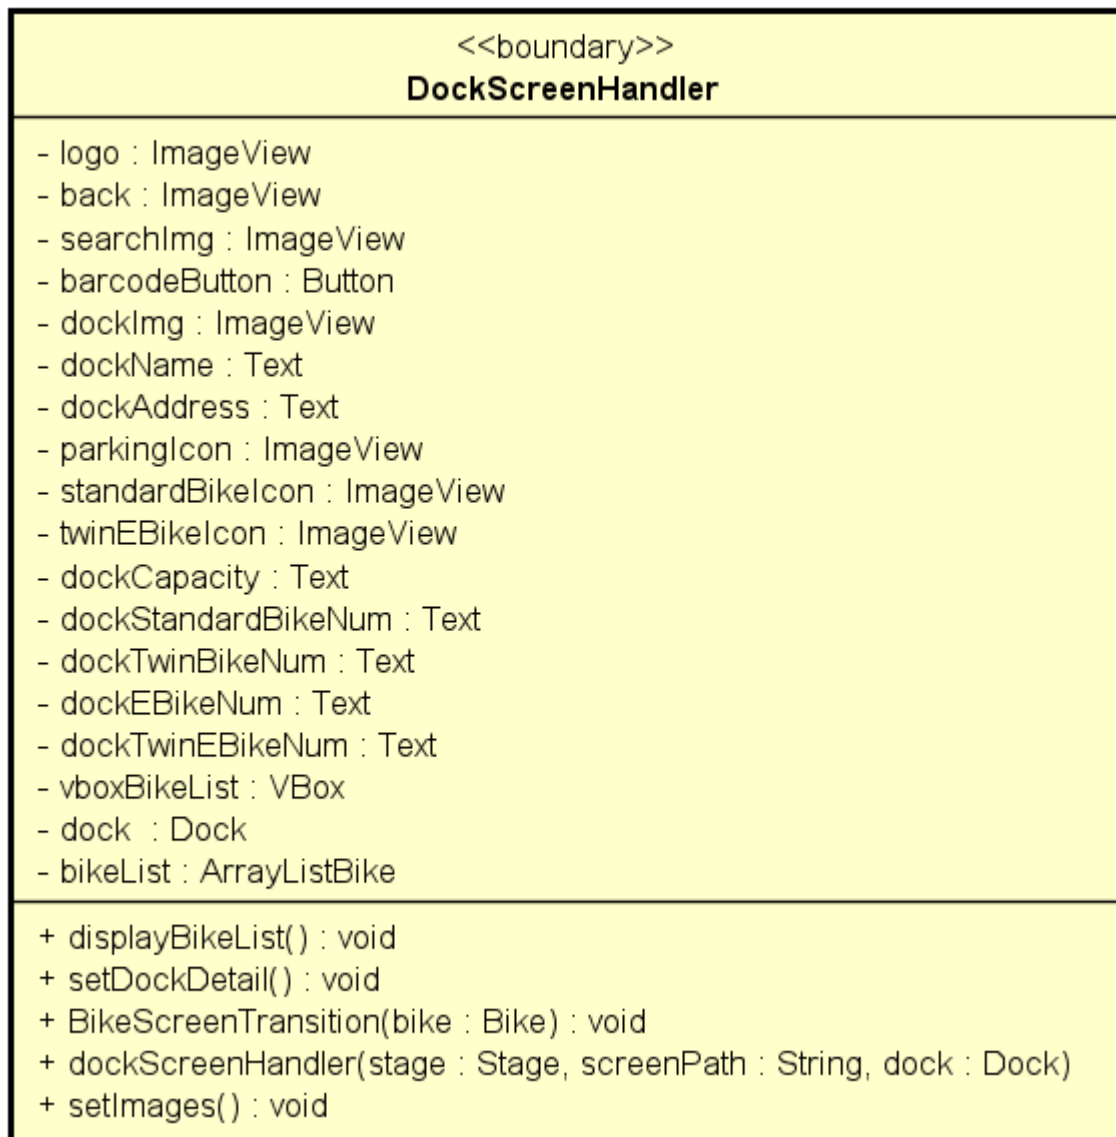 <<boundary>>
DockScreenHandler
- logo : ImageView
- back : ImageView
- searchImg : ImageView
- barcodeButton : Button
- dockImg : ImageView
- dockName : Text
- dockAddress : Text
- parkingIcon : ImageView
- standardBikeIcon : ImageView
- twinEBikeIcon : ImageView
- dockCapacity : Text
- dockStandardBikeNum : Text
- dockTwinBikeNum : Text
- dockEBikeNum : Text
- dockTwinEBikeNum : Text
- vboxBikeList : VBox
- dock : Dock
- bikeList : ArrayListBike
+ displayBikeList() : void
+ setDockDetail() : void
+ BikeScreenTransition(bike : Bike) : void
+ dockScreenHandler(stage : Stage, screenPath : String, dock : Dock)
+ setImages() : void